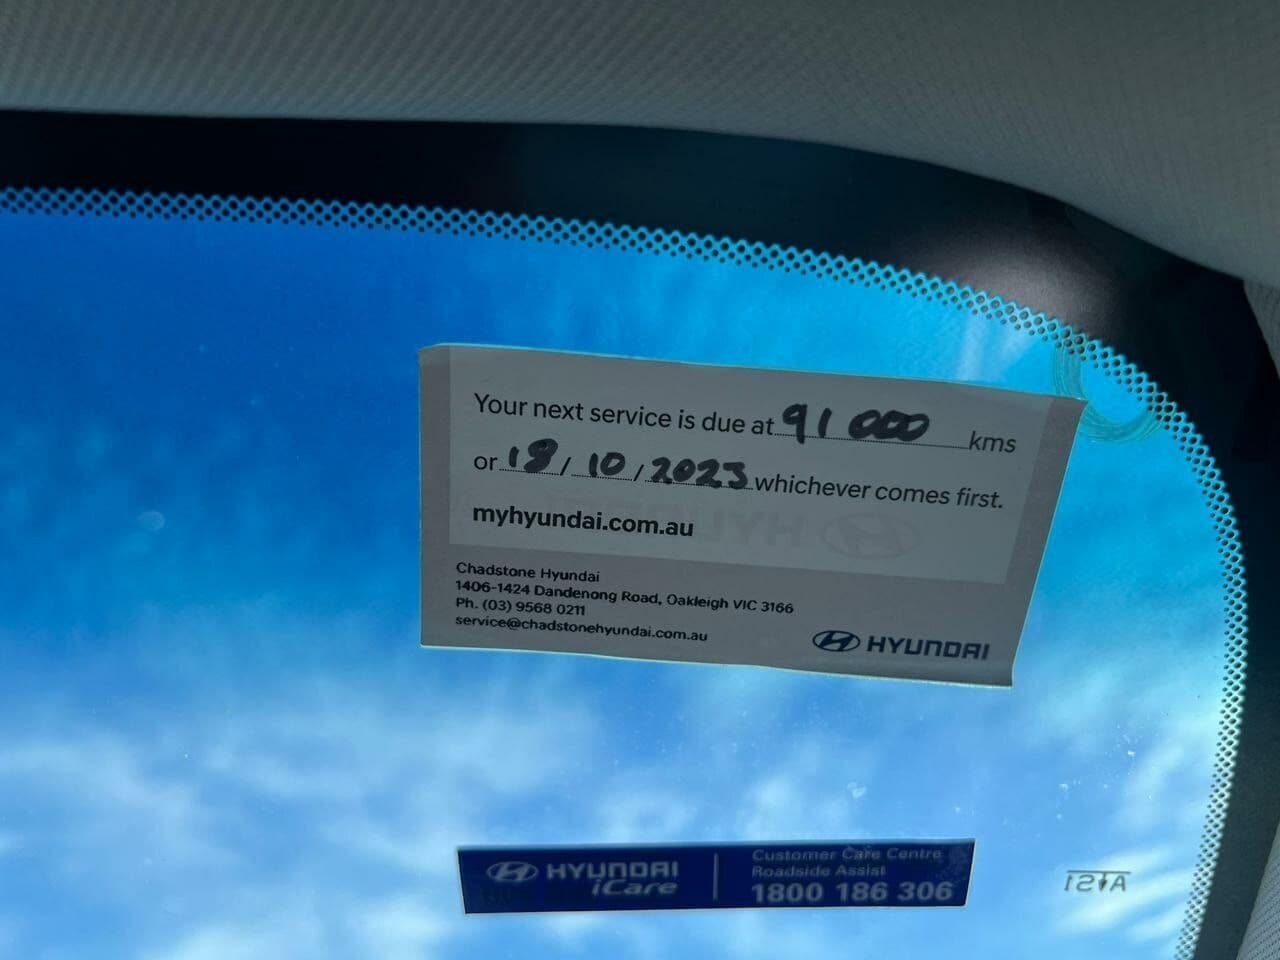 Your next service is due at 91 000 kms
or 18 / 10 / 2023 whichever comes first.
myhyundai.com.au
Chadstone Hyundai
1406-1424 Dandenong Road, Oakleigh VIC 3166
Ph. (03) 9568 0211
service@chadstonehyundai.com.au
HYUNDAI
HYUNDAI
iCare
Customer Care Centre
Roadside Assist
1800 186 306